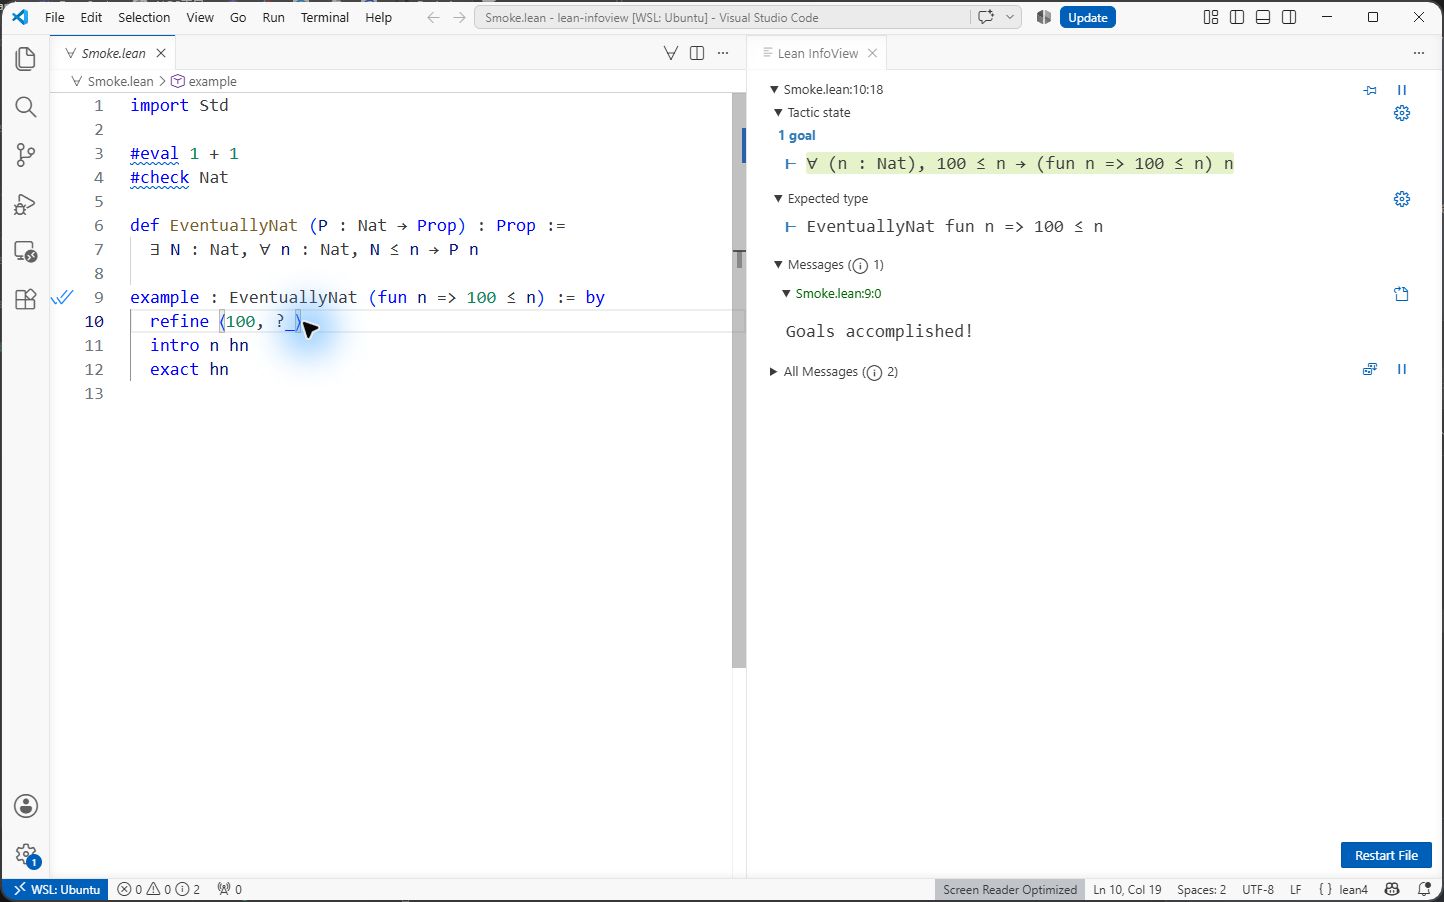 File Edit Selection View Go Run Terminal Help
Smoke.lean - lean-infoview [WSL: Ubuntu] - Visual Studio Code
Update
Smoke.lean
Smoke.lean > example
1 import Std
2
3 #eval 1 + 1
4 #check Nat
5
6 def EventuallyNat (P : Nat → Prop) : Prop :=
7 ∃ N : Nat, ∀ n : Nat, N ≤ n → P n
8
9 example : EventuallyNat (fun n => 100 ≤ n) := by
10 refine ⟨100, ?_⟩
11 intro n hn
12 exact hn
13
Lean InfoView
Smoke.lean:10:18
Tactic state
1 goal
⊢ ∀ (n : Nat), 100 ≤ n → (fun n => 100 ≤ n) n
Expected type
⊢ EventuallyNat fun n => 100 ≤ n
Messages (ⓘ 1)
Smoke.lean:9:0
Goals accomplished!
All Messages (ⓘ 2)
Restart File
1
WSL: Ubuntu 0 0 2 0 Screen Reader Optimized Ln 10, Col 19 Spaces: 2 UTF-8 LF { } lean4